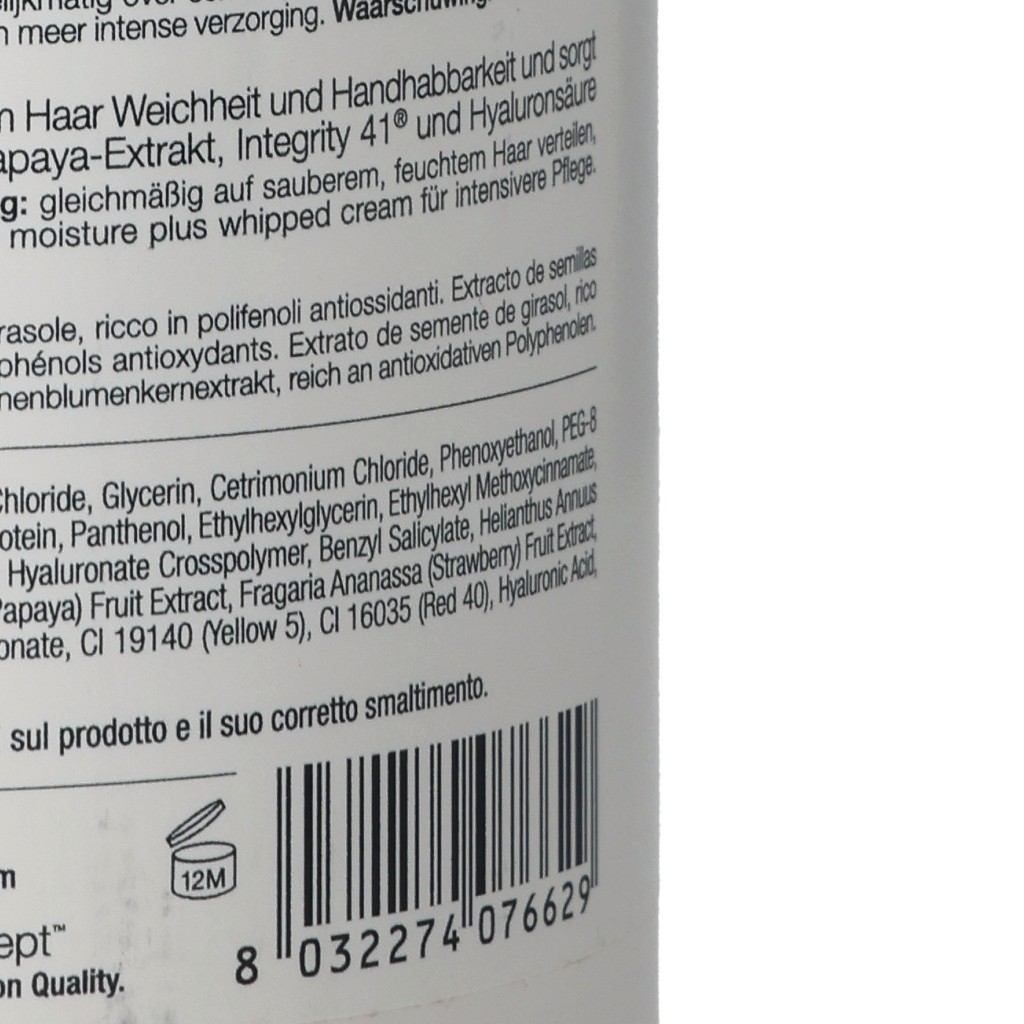 n meer intense verzorging. Waarschuwing:
n Haar Weichheit und Handhabbarkeit und sorgt
apaya-Extrakt, Integrity 41® und Hyaluronsäure
g: gleichmäßig auf sauberem, feuchtem Haar verteilen,
moisture plus whipped cream für intensivere Pflege.
rasole, ricco in polifenoli antiossidanti. Extracto de semillas
phénols antioxydants. Extrato de semente de girasol, rico
nenblumenkernextrakt, reich an antioxidativen Polyphenolen.
Chloride, Glycerin, Cetrimonium Chloride, Phenoxyethanol, PEG-8
otein, Panthenol, Ethylhexylglycerin, Ethylhexyl Methoxycinnamate,
Hyaluronate Crosspolymer, Benzyl Salicylate, Helianthus Annuus
Papaya) Fruit Extract, Fragaria Ananassa (Strawberry) Fruit Extract,
onate, CI 19140 (Yellow 5), CI 16035 (Red 40), Hyaluronic Acid,
sul prodotto e il suo corretto smaltimento.
12M
m
ept™
on Quality.
8 032274 076629